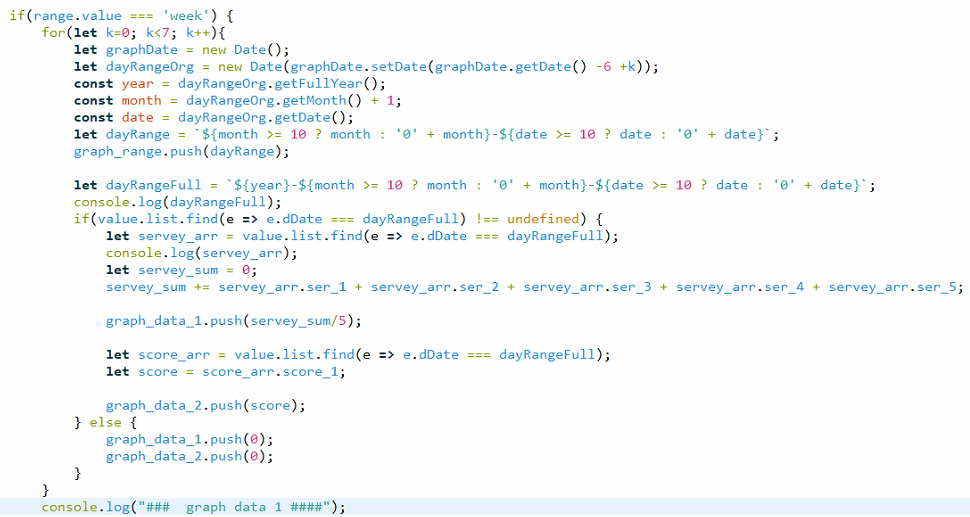 if(range.value === 'week') {
for(let k=0; k<7; k++){
let graphDate = new Date();
let dayRangeOrg = new Date(graphDate.setDate(graphDate.getDate() -6 +k));
const year = dayRangeOrg.getFullYear();
const month = dayRangeOrg.getMonth() + 1;
const date = dayRangeOrg.getDate();
let dayRange = `${month >= 10 ? month : '0' + month}-${date >= 10 ? date : '0' + date}`;
graph_range.push(dayRange);
let dayRangeFull = `${year}-${month >= 10 ? month : '0' + month}-${date >= 10 ? date : '0' + date}`;
console.log(dayRangeFull);
if(value.list.find(e => e.dDate === dayRangeFull) !== undefined) {
let servey_arr = value.list.find(e => e.dDate === dayRangeFull);
console.log(servey_arr);
let servey_sum = 0;
servey_sum += servey_arr.ser_1 + servey_arr.ser_2 + servey_arr.ser_3 + servey_arr.ser_4 + servey_arr.ser_5;
graph_data_1.push(servey_sum/5);
let score_arr = value.list.find(e => e.dDate === dayRangeFull);
let score = score_arr.score_1;
graph_data_2.push(score);
} else {
graph_data_1.push(0);
graph_data_2.push(0);
}
}
console.log("###  graph data 1 ####");